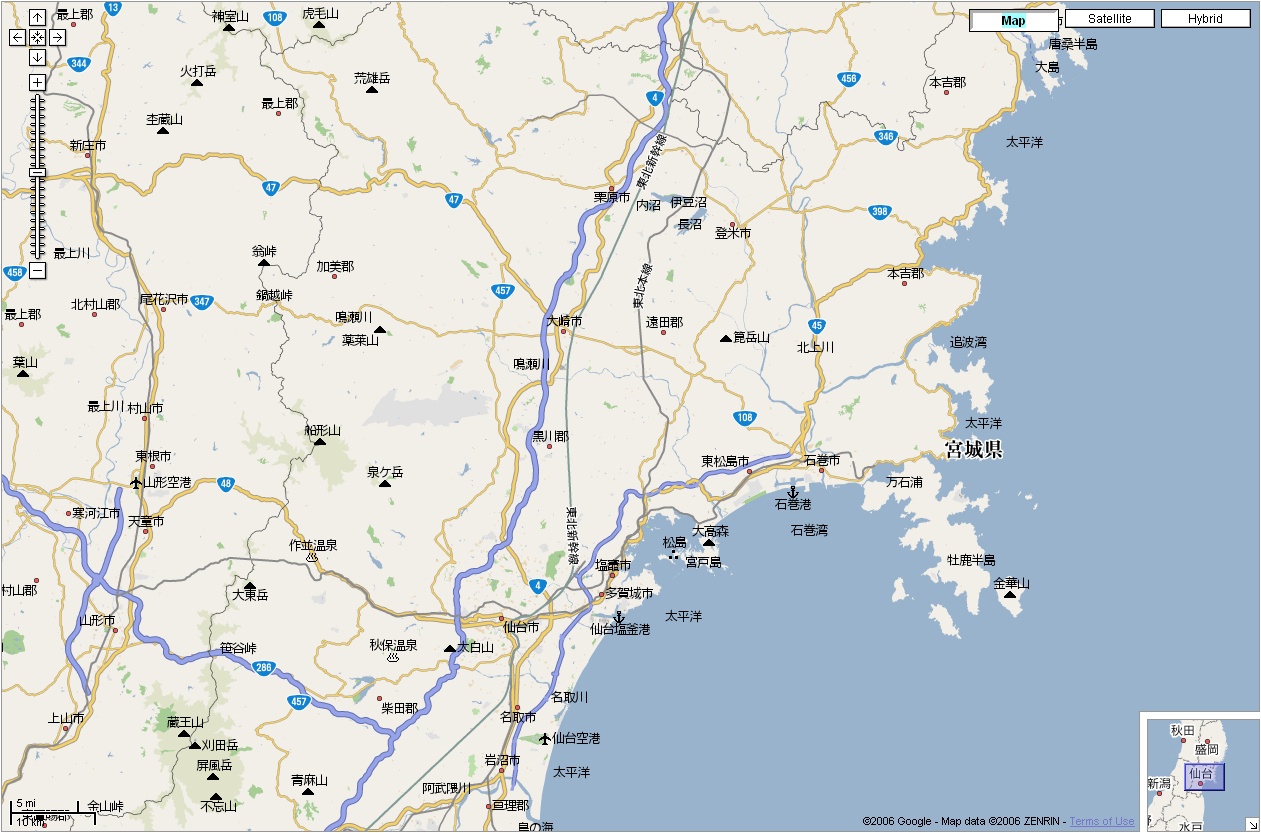 最上郡
13
108
神室山
虎毛山
Map
Satellite
Hybrid
市
唐桑半島
大島
344
火打岳
荒雄岳
456
本吉郡
最上郡
4
杢蔵山
346
太平洋
新庄市
東北新幹線
47
47
栗原市
内沼
伊豆沼
長沼
398
登米市
最上川
翁峠
加美郡
458
本吉郡
東北本線
457
北村山郡
尾花沢市
347
鍋越峠
最上郡
鳴瀬川
薬莱山
大崎市
遠田郡
45
箟岳山
北上川
追波湾
葉山
鳴瀬川
最上川
村山市
108
太平洋
船形山
黒川郡
宮城県
東根市
泉ケ岳
東松島市
石巻市
山形空港
48
万石浦
寒河江市
天童市
石巻港
石巻湾
東北新幹線
作並温泉
松島
大高森
宮戸島
塩竈市
牡鹿半島
金華山
村山郡
大東岳
4
多賀城市
太平洋
山形市
仙台市
仙台塩釜港
笹谷峠
秋保温泉
太白山
286
457
柴田郡
名取川
上山市
蔵王山
名取市
刈田岳
仙台空港
屏風岳
岩沼市
太平洋
青麻山
阿武隈川
不忘山
亘理郡
金山峠
5 mi
10 km
鳥の海
秋田
盛岡
仙台
新潟
水戸
©2006 Google - Map data ©2006 ZENRIN - Terms of Use